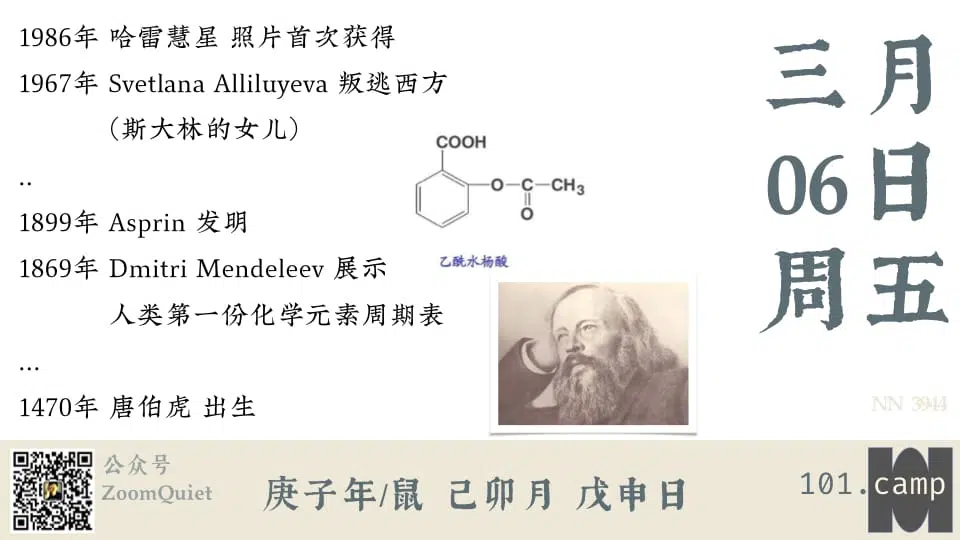 1986年 哈雷慧星 照片首次获得
1967年 Svetlana Alliluyeva 叛逃西方
(斯大林的女儿)
..
1899年 Asprin 发明
1869年 Dmitri Mendeleev 展示
人类第一份化学元素周期表
...
1470年 唐伯虎 出生
COOH
O C CH3
O
乙酰水杨酸
三月
06日
周五
NN 3944
公众号
ZoomQuiet
庚子年/鼠 己卯月 戊申日
101.camp